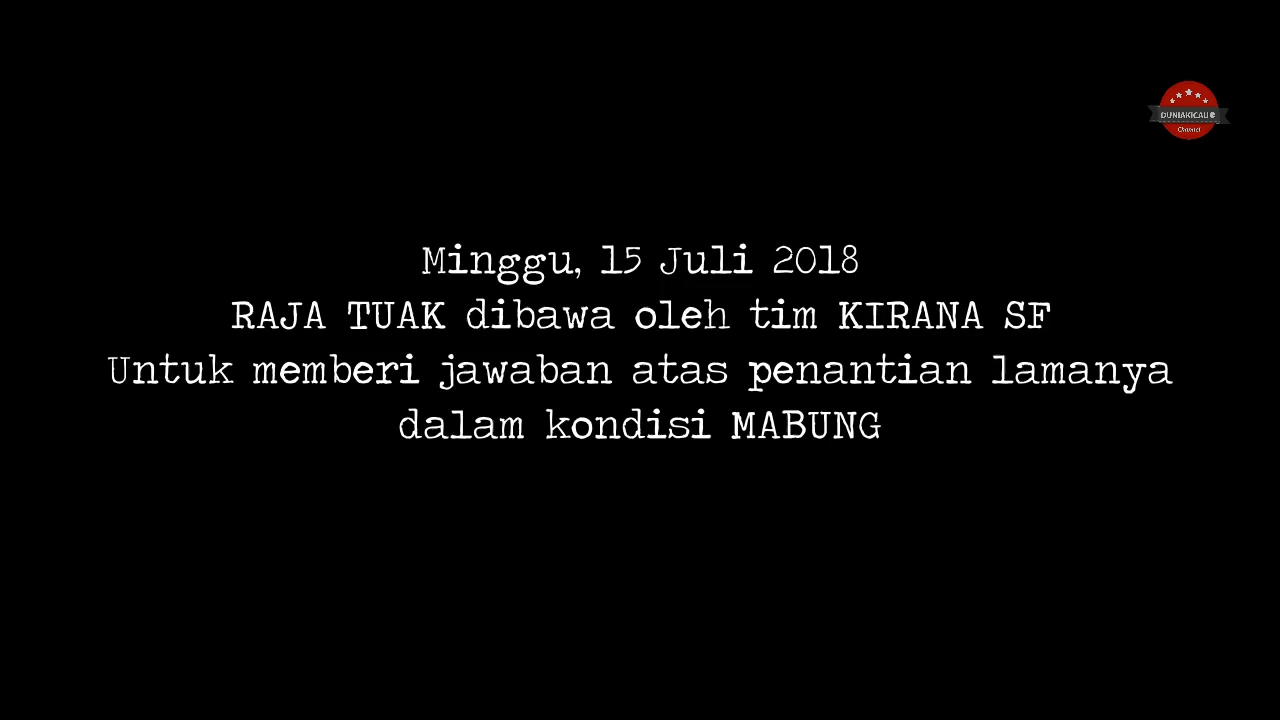 DUNIAKICAU®
Channel
Minggu, 15 Juli 2018
RAJA TUAK dibawa oleh tim KIRANA SF
Untuk memberi jawaban atas penantian lamanya
dalam kondisi MABUNG